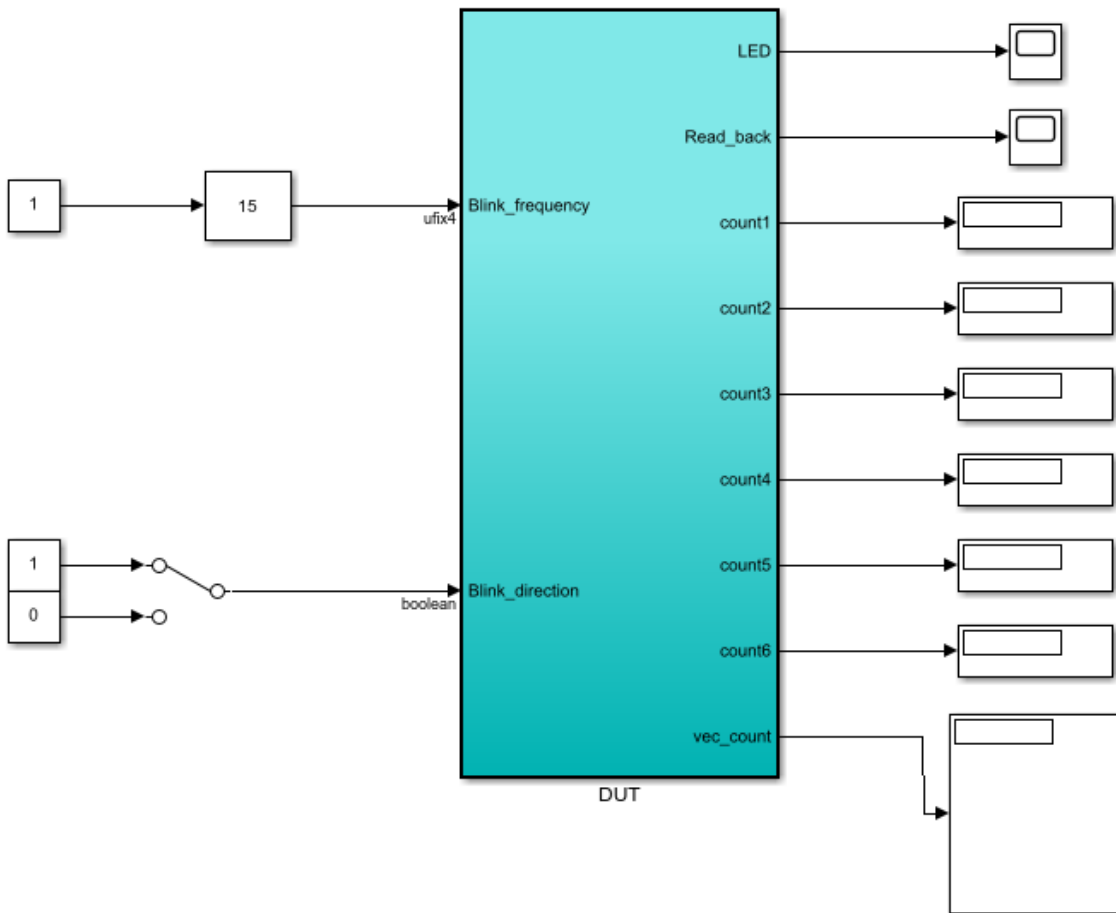 LED
Read_back
1
15
ufix4
Blink_frequency
count1
count2
count3
count4
count5
1
0
boolean
Blink_direction
count6
vec_count
DUT